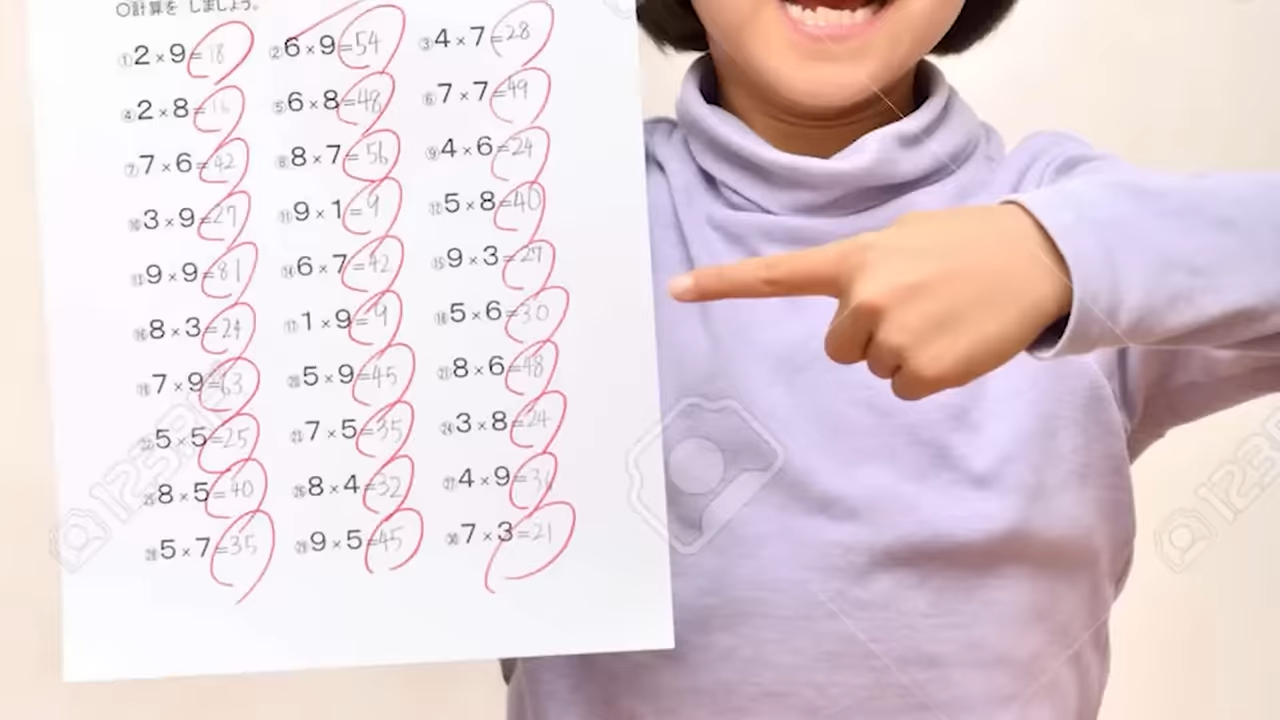 〇計算を しましょう。
①2×9=18 ②6×9=54 ③4×7=28
④2×8=16 ⑤6×8=48 ⑥7×7=49
⑦7×6=42 ⑧8×7=56 ⑨4×6=24
⑩3×9=27 ⑪9×1=9 ⑫5×8=40
⑬9×9=81 ⑭6×7=42 ⑮9×3=27
⑯8×3=24 ⑰1×9=9 ⑱5×6=30
⑲7×9=63 ⑳5×9=45 ㉑8×6=48
㉒5×5=25 ㉓7×5=35 ㉔3×8=24
㉕8×5=40 ㉖8×4=32 ㉗4×9=36
㉘5×7=35 ㉙9×5=45 ㉚7×3=21